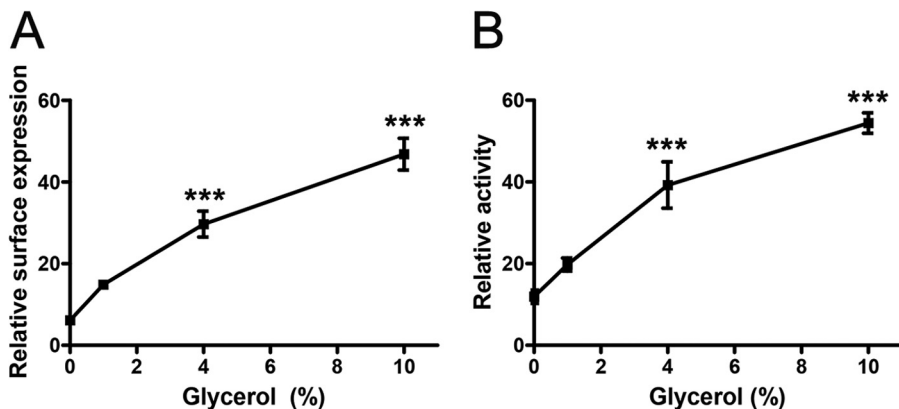 A
Relative surface expression
60
40
20
0
***
***
0 2 4 6 8 10
Glycerol (%)
B
Relative activity
60
40
20
0
***
***
0 2 4 6 8 10
Glycerol (%)